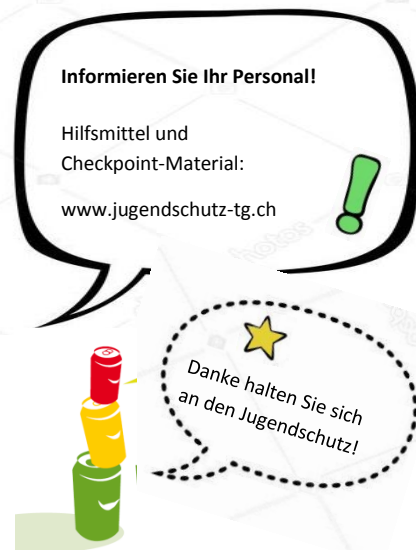 Informieren Sie Ihr Personal!
Hilfsmittel und
Checkpoint-Material:
www.jugendschutz-tg.ch
Danke halten Sie sich
an den Jugendschutz!